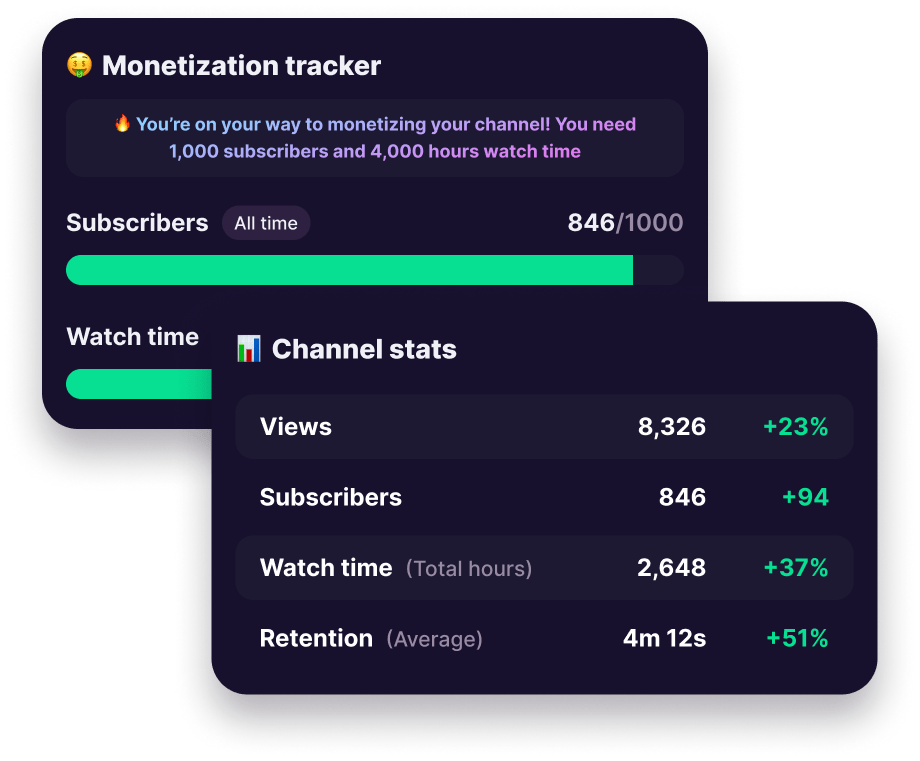 🤑 Monetization tracker
🔥 You’re on your way to monetizing your channel! You need
1,000 subscribers and 4,000 hours watch time
Subscribers All time 846/1000
Watch time
📊 Channel stats
Views 8,326 +23%
Subscribers 846 +94
Watch time (Total hours) 2,648 +37%
Retention (Average) 4m 12s +51%